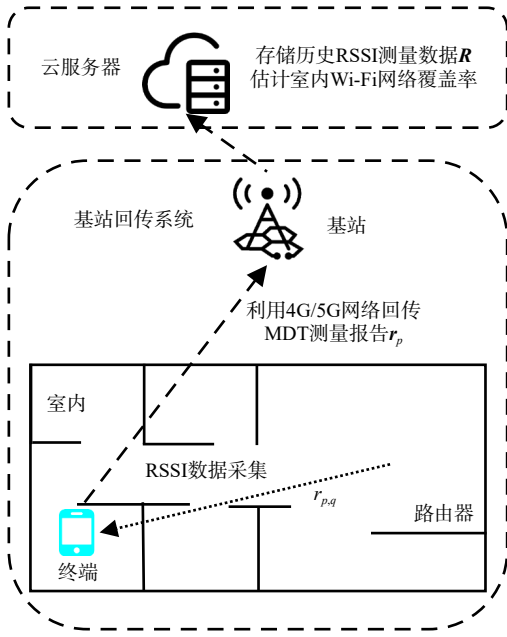 云服务器
存储历史RSSI测量数据R
估计室内Wi-Fi网络覆盖率
基站回传系统
基站
利用4G/5G网络回传
MDT测量报告r_p
室内
RSSI数据采集
r_{p,q}
路由器
终端